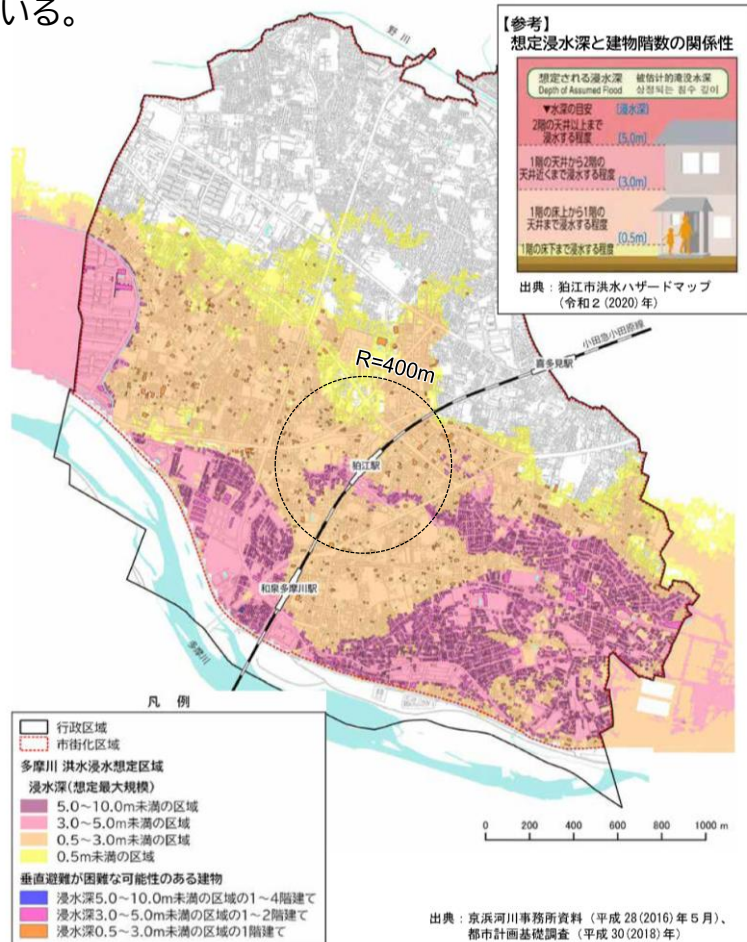 いる。
【参考】
想定浸水深と建物階数の関係性
想定される浸水深 被估计的淹没水深
Depth of Assumed Flood 상정되는 침수 깊이
▼水深の目安 (浸水深)
2階の天井以上まで
浸水する程度 (5.0m)
1階の天井から2階の
天井近くまで浸水する程度 (3.0m)
1階の床上から1階の
天井まで浸水する程度 (0.5m)
1階の床下まで浸水する程度
出典：狛江市洪水ハザードマップ
（令和２(2020)年）
野川
小田急小田原線
喜多見駅
R=400m
狛江駅
和泉多摩川駅
多摩川
凡 例
行政区域
市街化区域
多摩川 洪水浸水想定区域
浸水深(想定最大規模)
5.0～10.0m未満の区域
3.0～5.0m未満の区域
0.5～3.0m未満の区域
0.5m未満の区域
垂直避難が困難な可能性のある建物
浸水深5.0～10.0m未満の区域の1～4階建て
浸水深3.0～5.0m未満の区域の1～2階建て
浸水深0.5～3.0m未満の区域の1階建て
0 200 400 600 800 1000 m
出典：京浜河川事務所資料（平成28(2016)年５月）、
都市計画基礎調査（平成30(2018)年）